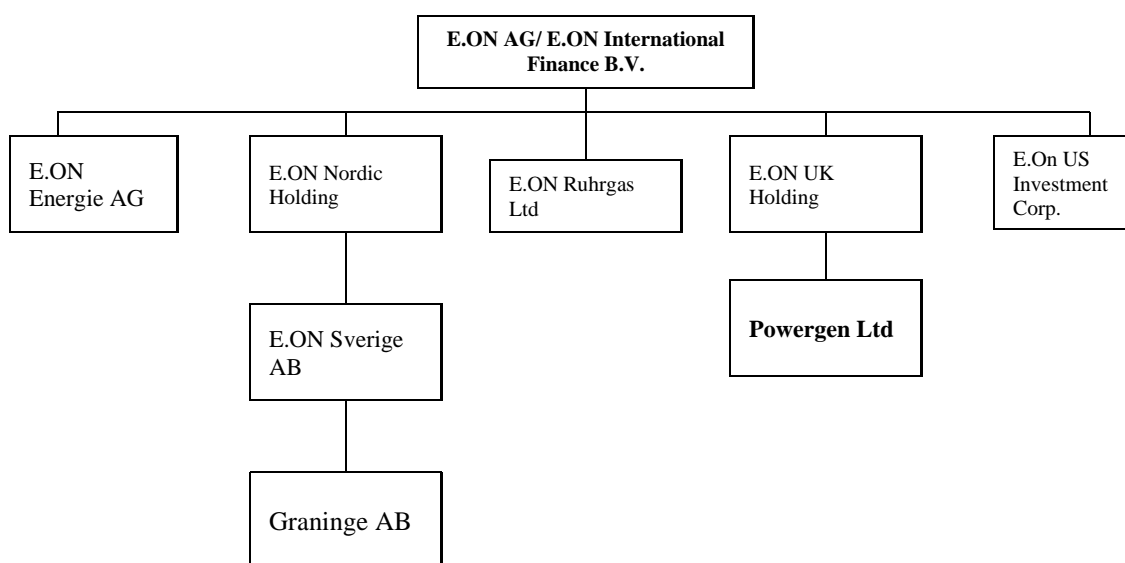 E.ON AG/ E.ON International
Finance B.V.
E.ON
Energie AG
E.ON Nordic
Holding
E.ON Ruhrgas
Ltd
E.ON UK
Holding
E.On US
Investment
Corp.
E.ON Sverige
AB
Powergen Ltd
Graninge AB